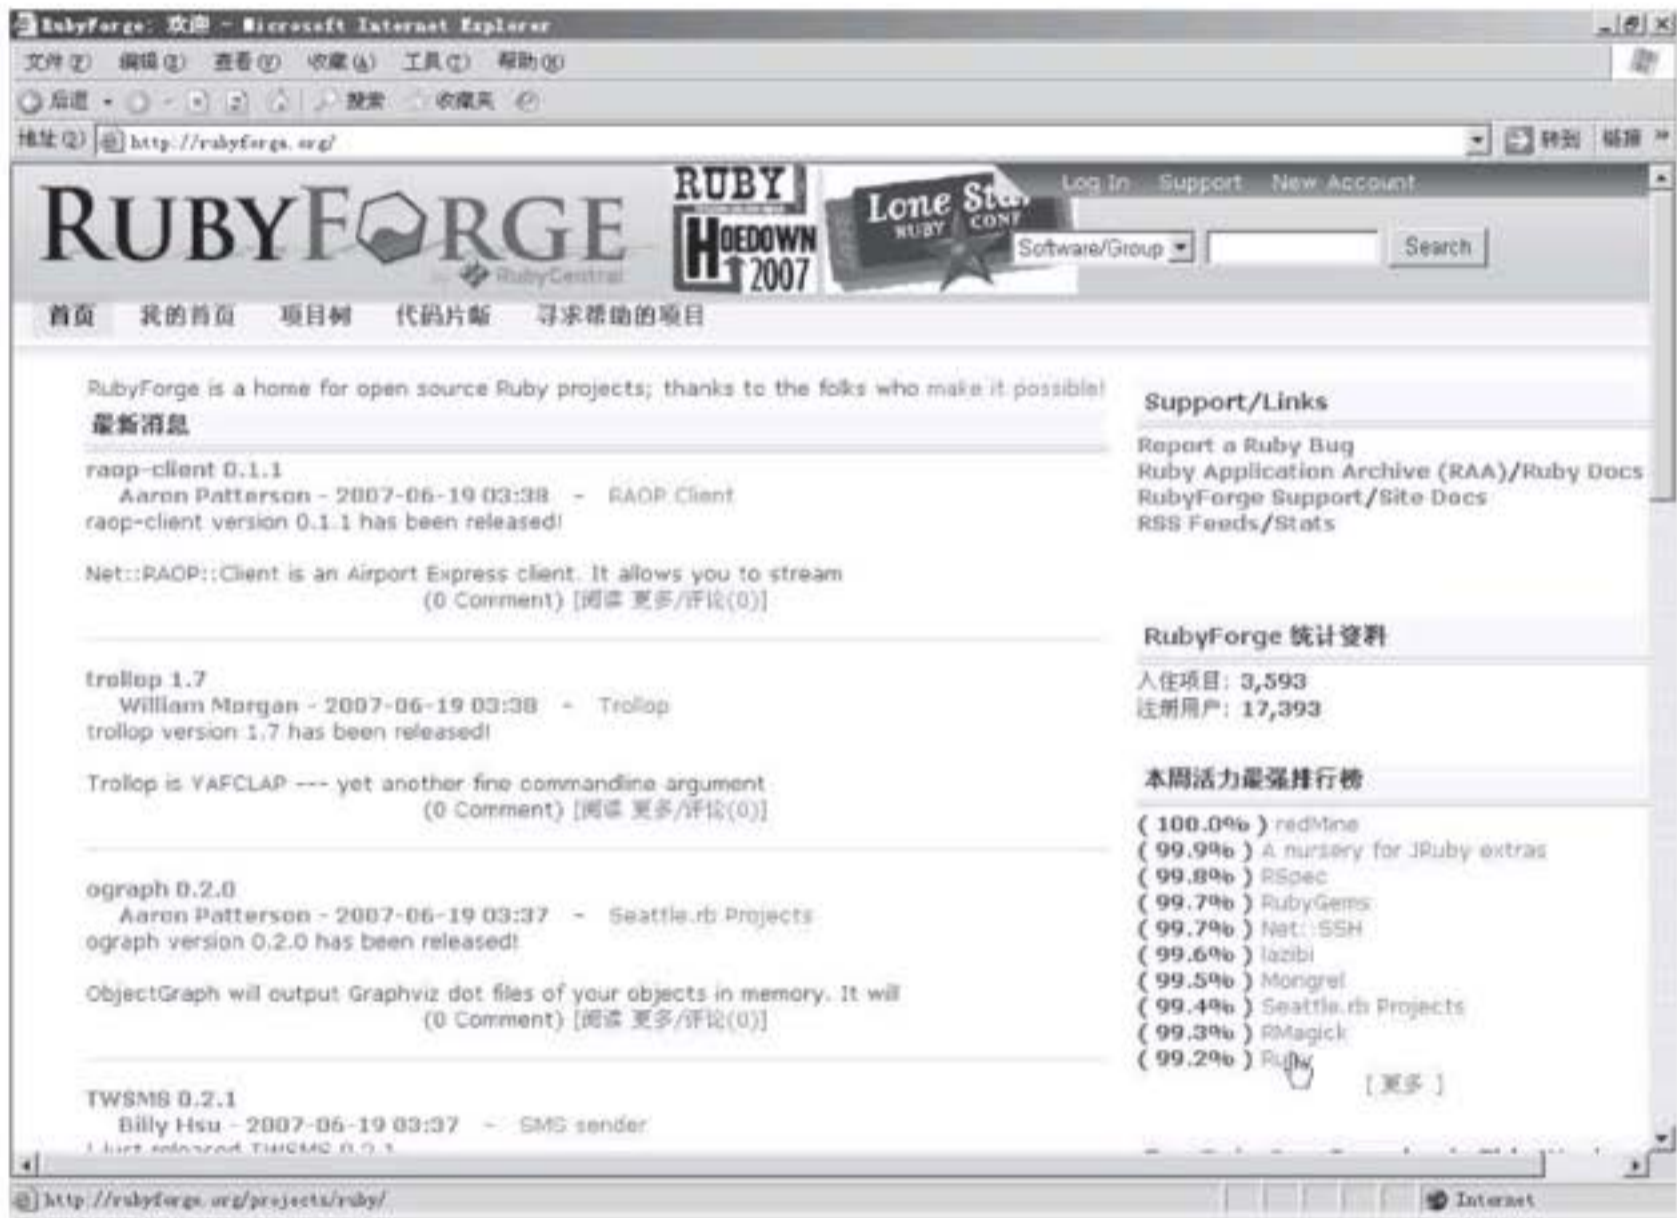 RubyForge: 欢迎 - Microsoft Internet Explorer
文件(F) 编辑(E) 查看(V) 收藏(A) 工具(T) 帮助(H)
后退 搜索 收藏夹
地址(D) http://rubyforge.org/ 转到 链接 »
RUBYFORGE
RubyCentral
RUBY
HOEDOWN
2007
Lone Star
RUBY CONF
Log In Support New Account
Software/Group Search
首页 我的首页 项目树 代码片断 寻求帮助的项目
RubyForge is a home for open source Ruby projects; thanks to the folks who make it possible!
最新消息
raop-client 0.1.1
Aaron Patterson - 2007-06-19 03:38 - RAOP Client
raop-client version 0.1.1 has been released!
Net::RAOP::Client is an Airport Express client. It allows you to stream
(0 Comment) [阅读 更多/评论(0)]
trollop 1.7
William Morgan - 2007-06-19 03:38 - Trollop
trollop version 1.7 has been released!
Trollop is YAFCLAP --- yet another fine commandline argument
(0 Comment) [阅读 更多/评论(0)]
ograph 0.2.0
Aaron Patterson - 2007-06-19 03:37 - Seattle.rb Projects
ograph version 0.2.0 has been released!
ObjectGraph will output Graphviz dot files of your objects in memory. It will
(0 Comment) [阅读 更多/评论(0)]
TWSMS 0.2.1
Billy Hsu - 2007-06-19 03:37 - SMS sender
I just released TWSMS 0.2.1
Support/Links
Report a Ruby Bug
Ruby Application Archive (RAA)/Ruby Docs
RubyForge Support/Site Docs
RSS Feeds/Stats
RubyForge 统计资料
入住项目: 3,593
注册用户: 17,393
本周活力最强排行榜
( 100.0% ) redMine
( 99.9% ) A nursery for JRuby extras
( 99.8% ) RSpec
( 99.7% ) RubyGems
( 99.7% ) Net::SSH
( 99.6% ) lazibi
( 99.5% ) Mongrel
( 99.4% ) Seattle.rb Projects
( 99.3% ) RMagick
( 99.2% ) Ruby
[ 更多 ]
http://rubyforge.org/projects/ruby/ Internet